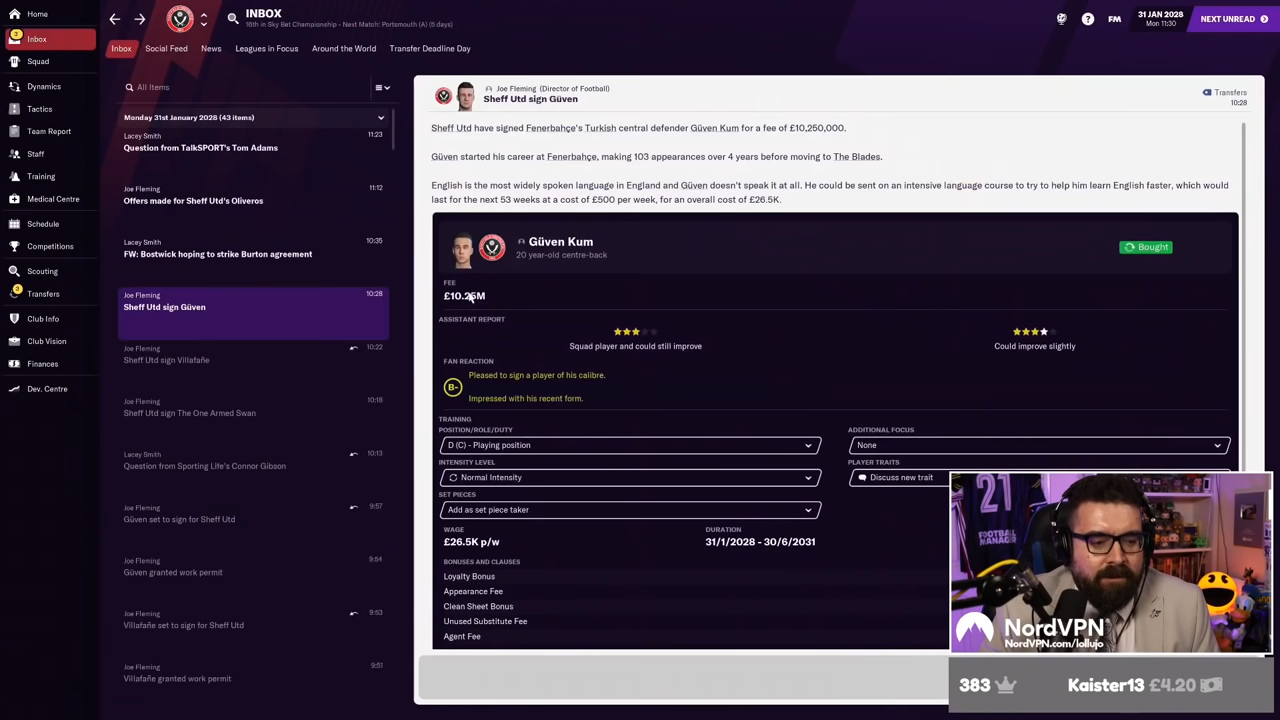 Home
INBOX
16th in Sky Bet Championship - Next Match: Portsmouth (A) (5 days)
FM
31 JAN 2028
Mon 11:30
NEXT UNREAD
3
Inbox
Squad
Dynamics
Tactics
Team Report
Staff
Training
Medical Centre
Schedule
Competitions
Scouting
3
Transfers
Club Info
Club Vision
Finances
Dev. Centre
Inbox
Social Feed
News
Leagues in Focus
Around the World
Transfer Deadline Day
All Items
Monday 31st January 2028 (43 items)
Lacey Smith 11:23
Question from TalkSPORT's Tom Adams
Joe Fleming 11:12
Offers made for Sheff Utd's Oliveros
Lacey Smith 10:35
FW: Bostwick hoping to strike Burton agreement
Joe Fleming 10:28
Sheff Utd sign Güven
Joe Fleming 10:22
Sheff Utd sign Villafañe
Joe Fleming 10:18
Sheff Utd sign The One Armed Swan
Lacey Smith 10:13
Question from Sporting Life's Connor Gibson
Joe Fleming 9:57
Güven set to sign for Sheff Utd
Joe Fleming 9:54
Güven granted work permit
Joe Fleming 9:53
Villafañe set to sign for Sheff Utd
Joe Fleming 9:51
Villafañe granted work permit
Joe Fleming (Director of Football)
Sheff Utd sign Güven
Transfers
10:28
Sheff Utd have signed Fenerbahçe's Turkish central defender Güven Kum for a fee of £10,250,000.
Güven started his career at Fenerbahçe, making 103 appearances over 4 years before moving to The Blades.
English is the most widely spoken language in England and Güven doesn't speak it at all. He could be sent on an intensive language course to try to help him learn English faster, which would
last for the next 53 weeks at a cost of £500 per week, for an overall cost of £26.5K.
Güven Kum
20 year-old centre-back
Bought
FEE
£10.25M
ASSISTANT REPORT
Squad player and could still improve
Could improve slightly
FAN REACTION
B-
Pleased to sign a player of his calibre.
Impressed with his recent form.
TRAINING
POSITION/ROLE/DUTY
D (C) - Playing position
ADDITIONAL FOCUS
None
INTENSITY LEVEL
Normal Intensity
PLAYER TRAITS
Discuss new trait
SET PIECES
Add as set piece taker
WAGE
£26.5K p/w
DURATION
31/1/2028 - 30/6/2031
BONUSES AND CLAUSES
Loyalty Bonus
Appearance Fee
Clean Sheet Bonus
Unused Substitute Fee
Agent Fee
21
FOOTBALL
MANAGER
NordVPN
NordVPN.com/lollujo
383
Kaister13 £4.20